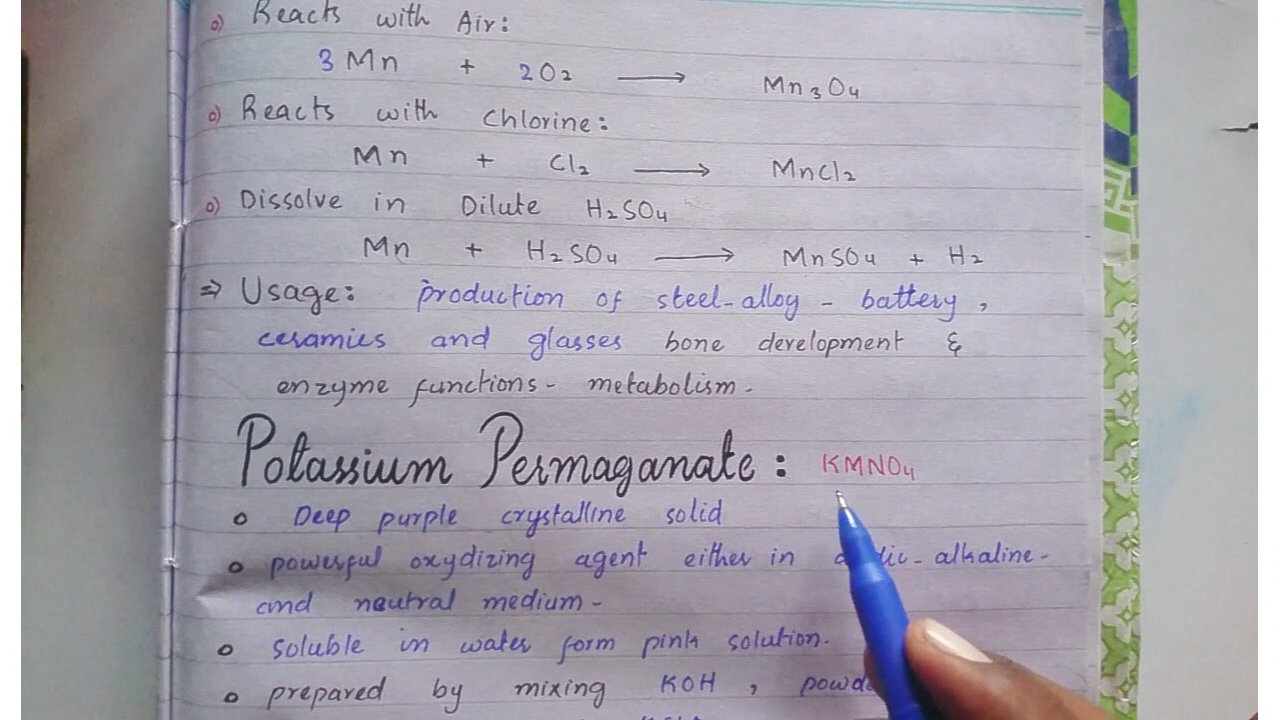 o) Reacts with Air:
3 Mn + 2O₂ ⟶ Mn₃O₄
o) Reacts with Chlorine:
Mn + Cl₂ ⟶ MnCl₂
o) Dissolve in Dilute H₂SO₄
Mn + H₂SO₄ ⟶ MnSO₄ + H₂
⇒ Usage: production of steel-alloy - battery,
ceramics and glasses bone development &
enzyme functions- metabolism.
Potassium Permaganate: KMNO₄
o Deep purple crystalline solid
o powerful oxydizing agent either in alkaline-
and neutral medium-
o soluble in water form pink solution.
o prepared by mixing KOH,